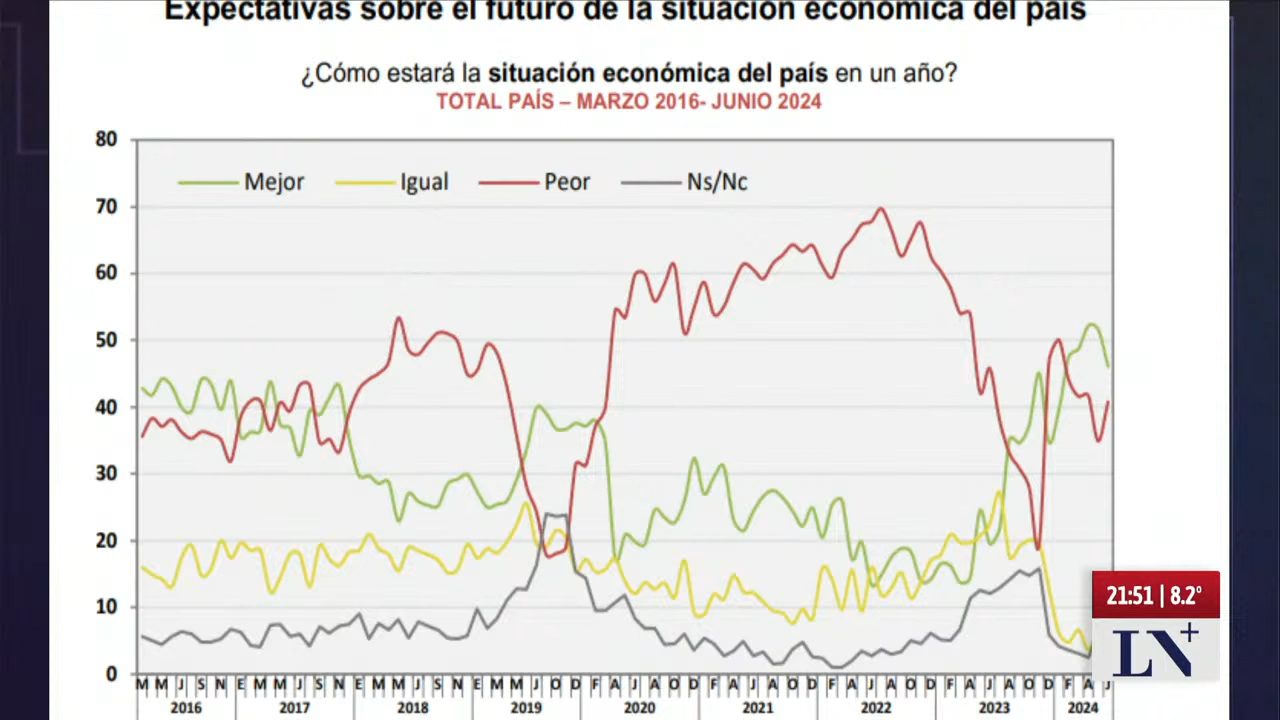 Expectativas sobre el futuro de la situación económica del país
¿Cómo estará la situación económica del país en un año?
TOTAL PAÍS – MARZO 2016- JUNIO 2024
80
Mejor Igual Peor Ns/Nc
70
60
50
40
30
20
10
0
21:51 | 8.2°
LN+
M M J S N E M M J S N E M M J S N E M M J O D F A J A O D F A J A O D F A J A O D F A J A O D F A J
2016 2017 2018 2019 2020 2021 2022 2023 2024